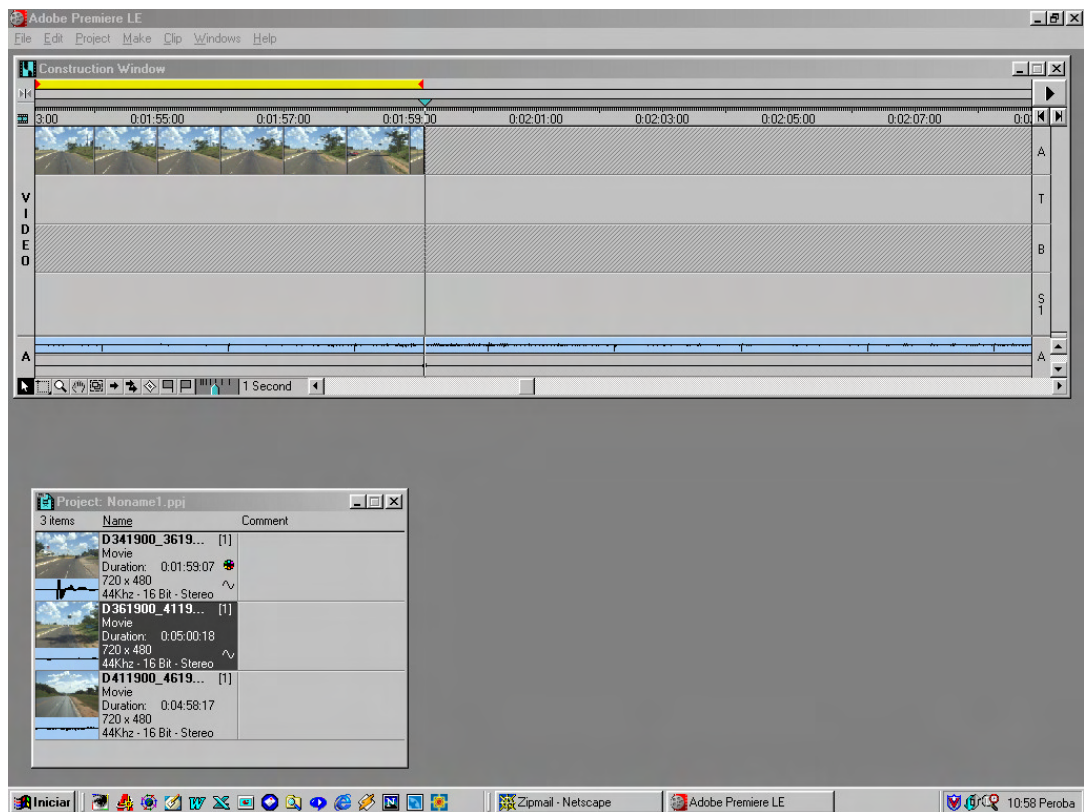 Adobe Premiere LE
File Edit Project Make Clip Windows Help
Construction Window
3:00 0:01:55:00 0:01:57:00 0:01:59:00 0:02:01:00 0:02:03:00 0:02:05:00 0:02:07:00 0:0
A
VIDEO
T
B
S1
A A
1 Second
Project: Noname1.ppj
3 items Name Comment
D341900_3619... [1]
Movie
Duration: 0:01:59:07
720 x 480
44Khz - 16 Bit - Stereo
D361900_4119... [1]
Movie
Duration: 0:05:00:18
720 x 480
44Khz - 16 Bit - Stereo
D411900_4619... [1]
Movie
Duration: 0:04:58:17
720 x 480
44Khz - 16 Bit - Stereo
Iniciar Zipmail - Netscape Adobe Premiere LE 10:58 Peroba